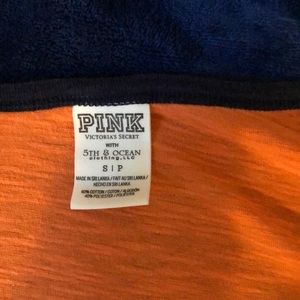 PINK
VICTORIA'S SECRET
WITH
5TH & OCEAN
clothing, LLC
S | P
MADE IN SRI LANKA / FAIT AU SRI LANKA /
HECHO EN SRI LANKA
60% COTTON / COTON / ALGODÓN
40% POLYESTER / POLYESTER /